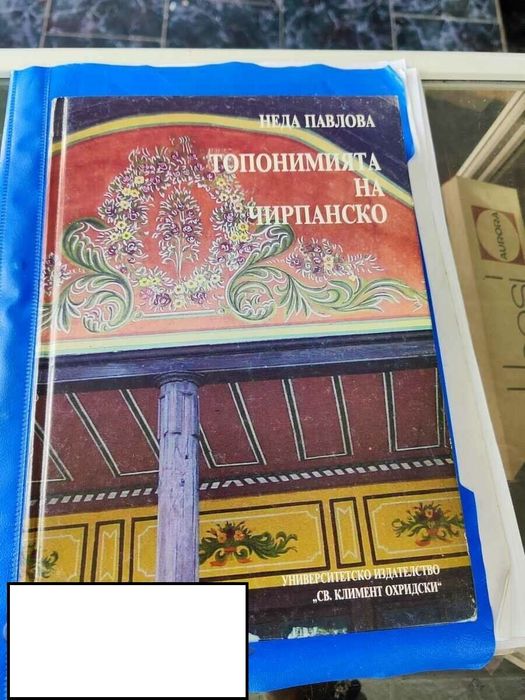 НЕДА ПАВЛОВА
ТОПОНИМИЯТА
НА
ЧИРПАНСКО
УНИВЕРСИТЕТСКО ИЗДАТЕЛСТВО
„СВ. КЛИМЕНТ ОХРИДСКИ“
AURORA